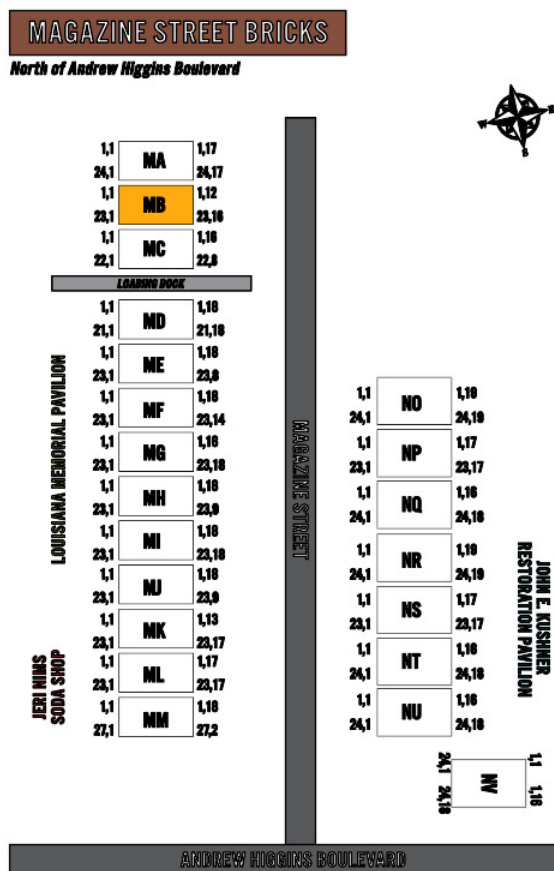 MAGAZINE STREET BRICKS
North of Andrew Higgins Boulevard
N
W
E
S
1,1 MA 1,17
24,1 24,17
1,1 MB 1,12
23,1 23,16
1,1 MC 1,16
22,1 22,8
LOADING DOCK
1,1 MD 1,18
21,1 21,18
1,1 ME 1,18
23,1 23,8
1,1 MF 1,18
23,1 23,14
1,1 MG 1,18
23,1 23,18
1,1 MH 1,18
23,1 23,9
1,1 MI 1,18
23,1 23,18
1,1 MJ 1,18
23,1 23,9
1,1 MK 1,13
23,1 23,17
1,1 ML 1,17
23,1 23,17
1,1 MM 1,18
27,1 27,2
LOUISIANA MEMORIAL PAVILION
JERI NIMS
SODA SHOP
MAGAZINE STREET
1,1 NO 1,19
24,1 24,19
1,1 NP 1,17
23,1 23,17
1,1 NQ 1,16
24,1 24,18
1,1 NR 1,19
24,1 24,19
1,1 NS 1,17
23,1 23,17
1,1 NT 1,16
24,1 24,18
1,1 NU 1,16
24,1 24,18
JOHN E. KUSHNER
RESTORATION PAVILION
1,1 NV 1,16
24,1 24,18
ANDREW HIGGINS BOULEVARD